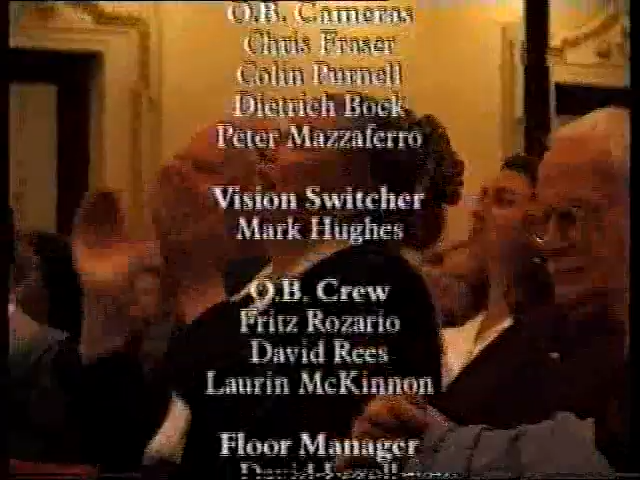 O.B. Cameras
Chris Fraser
Colin Purnell
Dietrich Bock
Peter Mazzaferro
Vision Switcher
Mark Hughes
O.B. Crew
Fritz Rozario
David Rees
Laurin McKinnon
Floor Manager
David